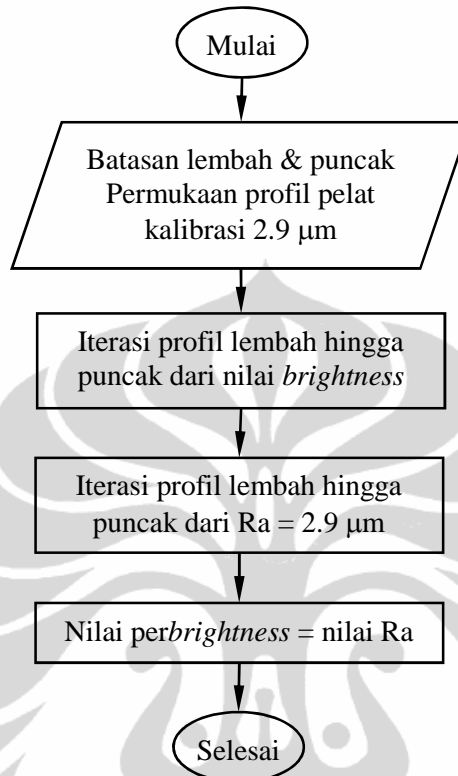 Mulai
Batasan lembah & puncak
Permukaan profil pelat
kalibrasi 2.9 μm
Iterasi profil lembah hingga
puncak dari nilai brightness
Iterasi profil lembah hingga
puncak dari Ra = 2.9 μm
Nilai perbrightness = nilai Ra
Selesai